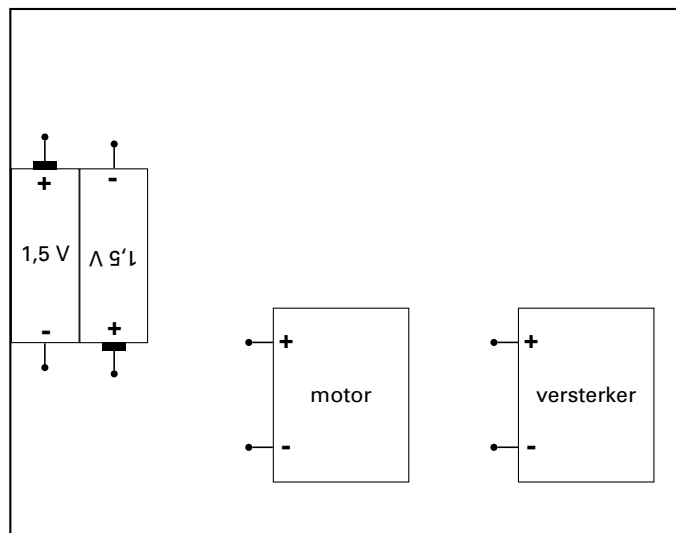 + -
1,5 V 1,5 V
- +
+ +
motor versterker
- -